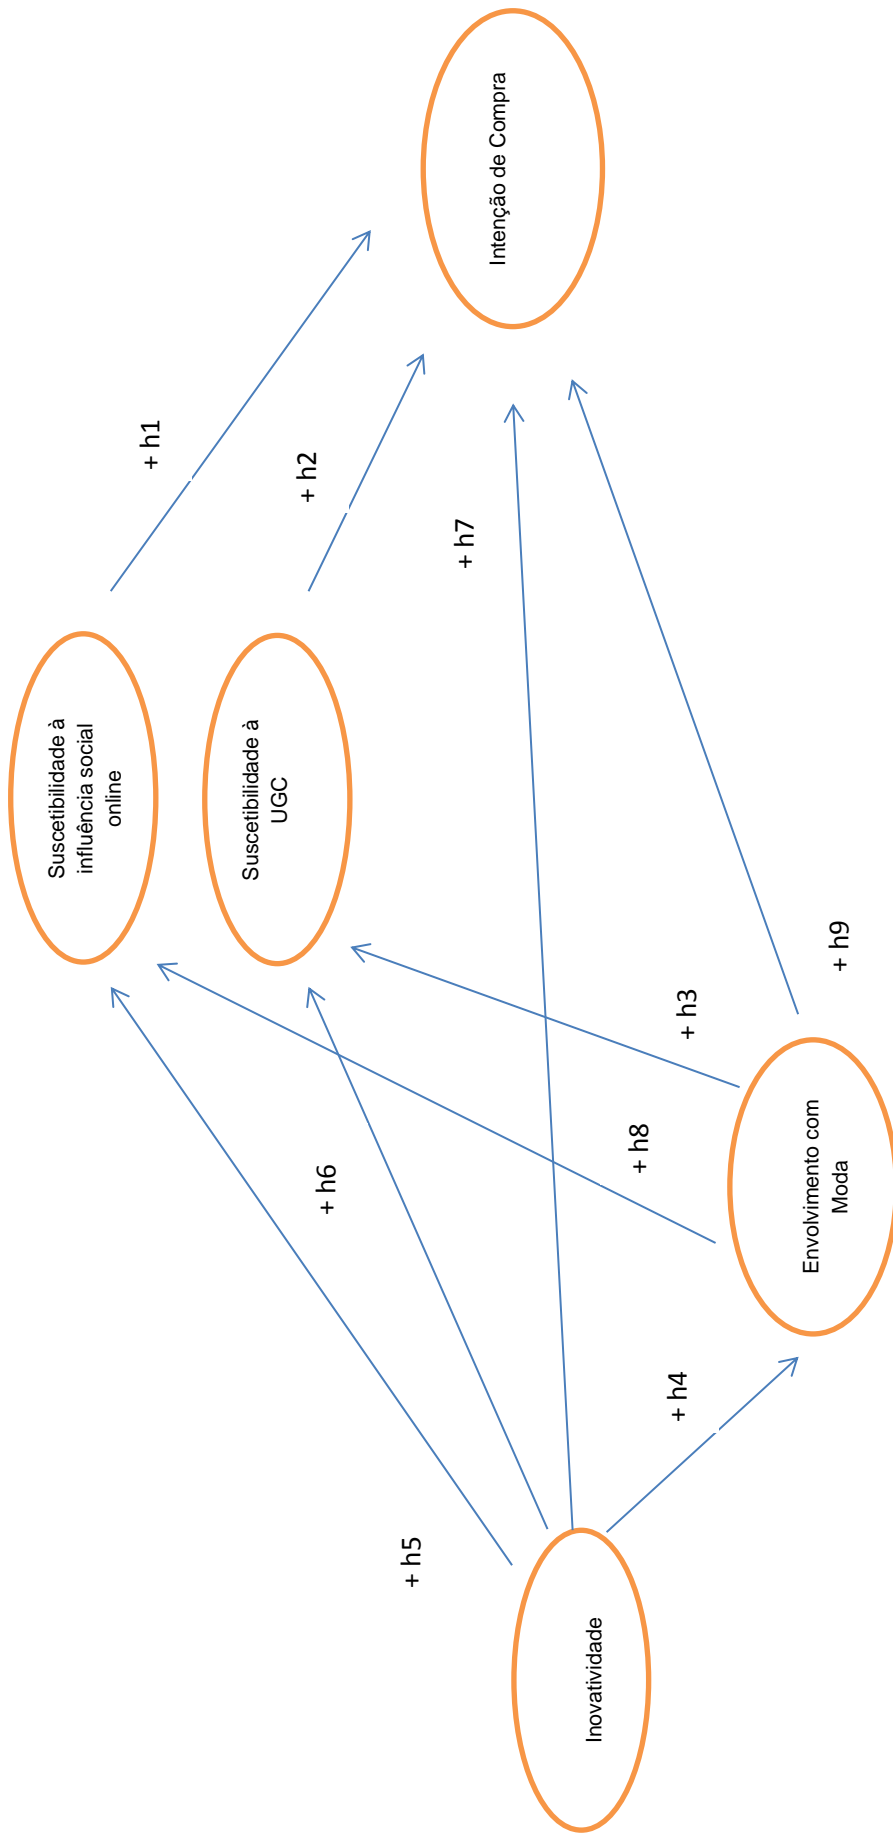 Suscetibilidade à
influência social
online
+ h1
Suscetibilidade à
UGC
+ h2
+ h5
+ h6
+ h7
Intenção de Compra
Inovatividade
+ h8
+ h3
+ h4
Envolvimento com
Moda
+ h9